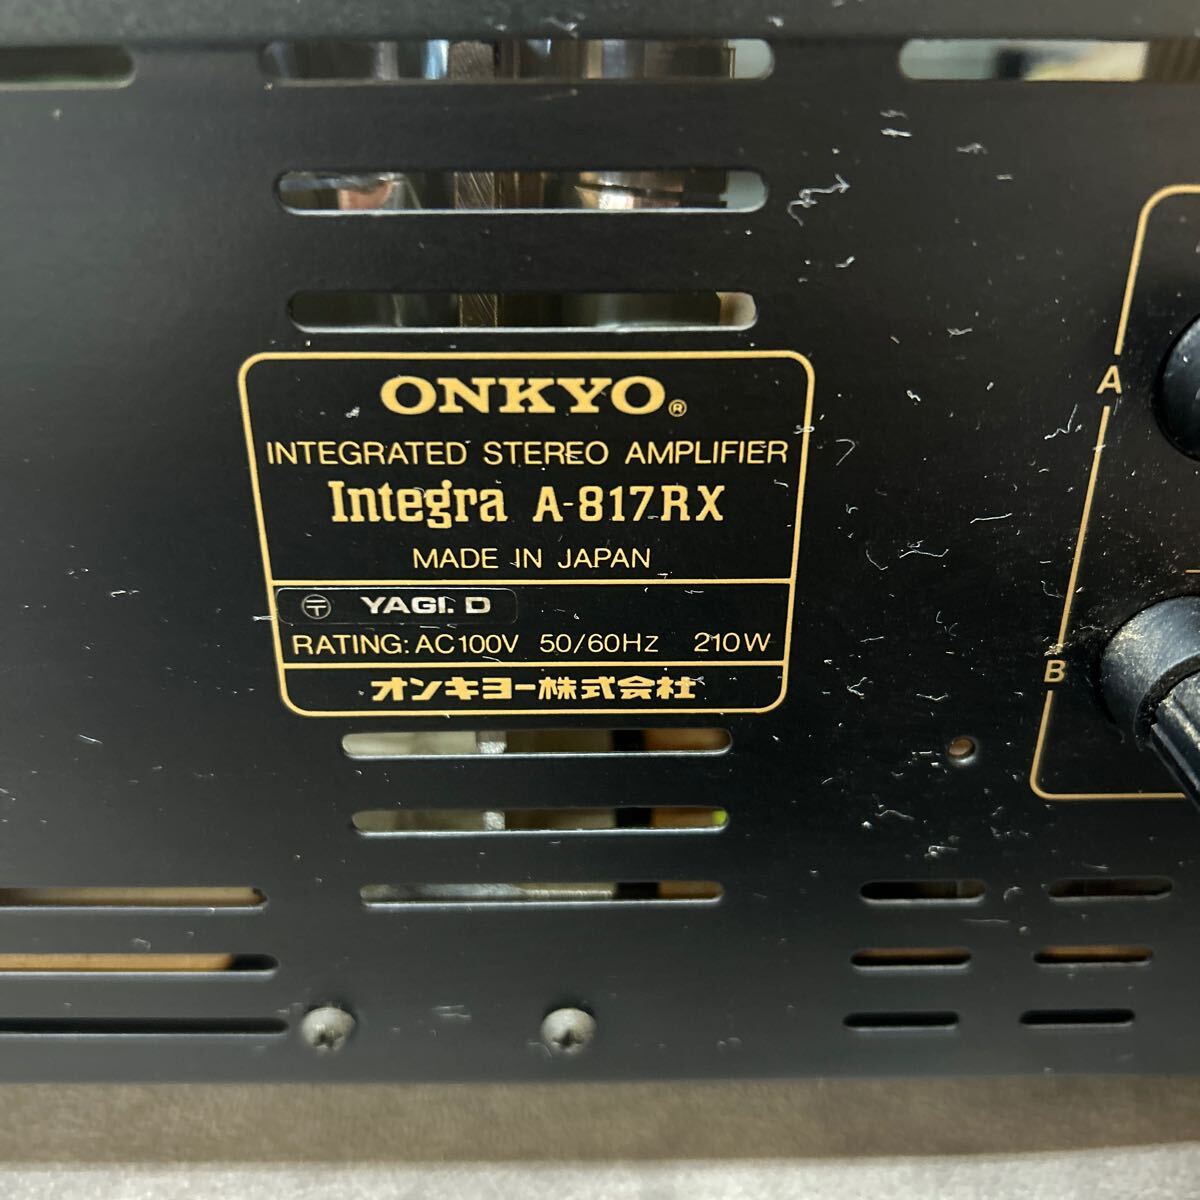 ONKYO®
INTEGRATED STEREO AMPLIFIER
Integra A-817RX
MADE IN JAPAN
〒 YAGI. D
RATING: AC100V 50/60Hz 210W
オンキヨー株式会社
A
B